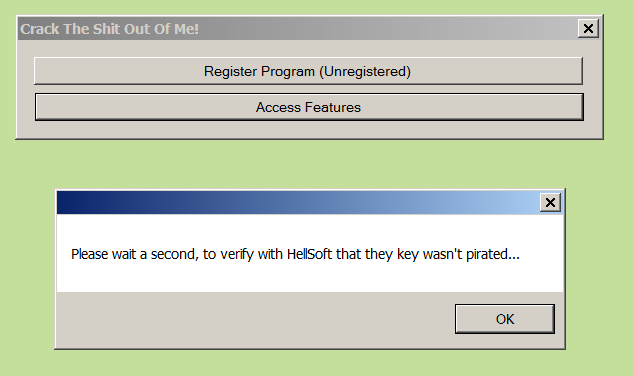 Crack The Shit Out Of Me!
Register Program (Unregistered)
Access Features
Please wait a second, to verify with HellSoft that they key wasn't pirated...
OK